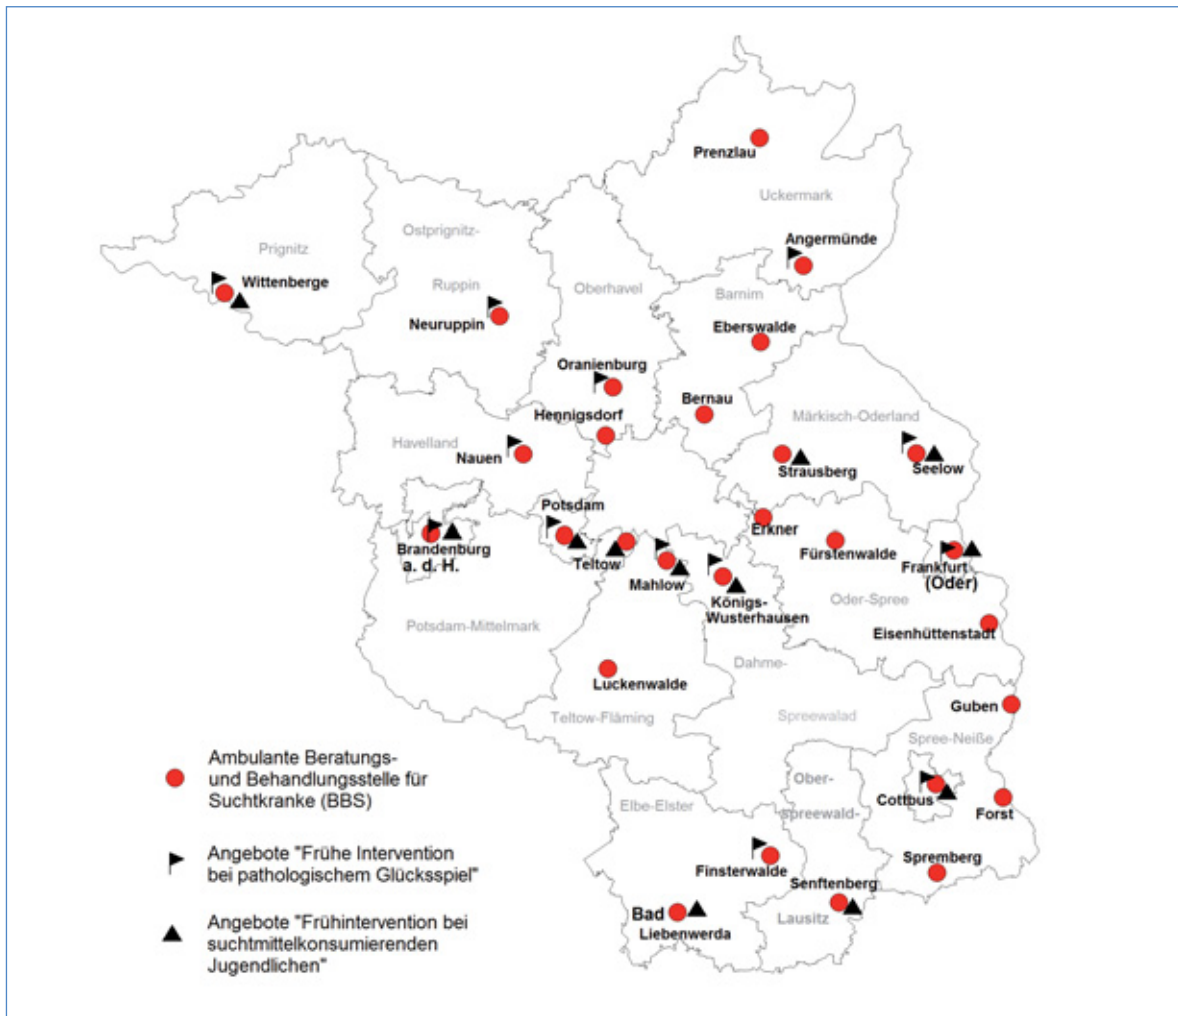 Prenzlau
Uckermark
Angermünde
Prignitz
Wittenberge
Ostprignitz-
Ruppin
Neuruppin
Oberhavel
Barnim
Eberswalde
Oranienburg
Bernau
Hennigsdorf
Märkisch-Oderland
Havelland
Nauen
Strausberg
Seelow
Potsdam
Erkner
Brandenburg
a. d. H.
Teltow
Mahlow
Fürstenwalde
Frankfurt
(Oder)
Königs-
Wusterhausen
Oder-Spree
Potsdam-Mittelmark
Eisenhüttenstadt
Dahme-
Luckenwalde
Teltow-Fläming
Spreewalad
Guben
Spree-Neiße
Ober-
spreewald-
Cottbus
Forst
Elbe-Elster
Finsterwalde
Spremberg
Senftenberg
Lausitz
Bad
Liebenwerda
Ambulante Beratungs-
und Behandlungsstelle für
Suchtkranke (BBS)
Angebote "Frühe Intervention
bei pathologischem Glücksspiel"
Angebote "Frühintervention bei
suchtmittelkonsumierenden
Jugendlichen"